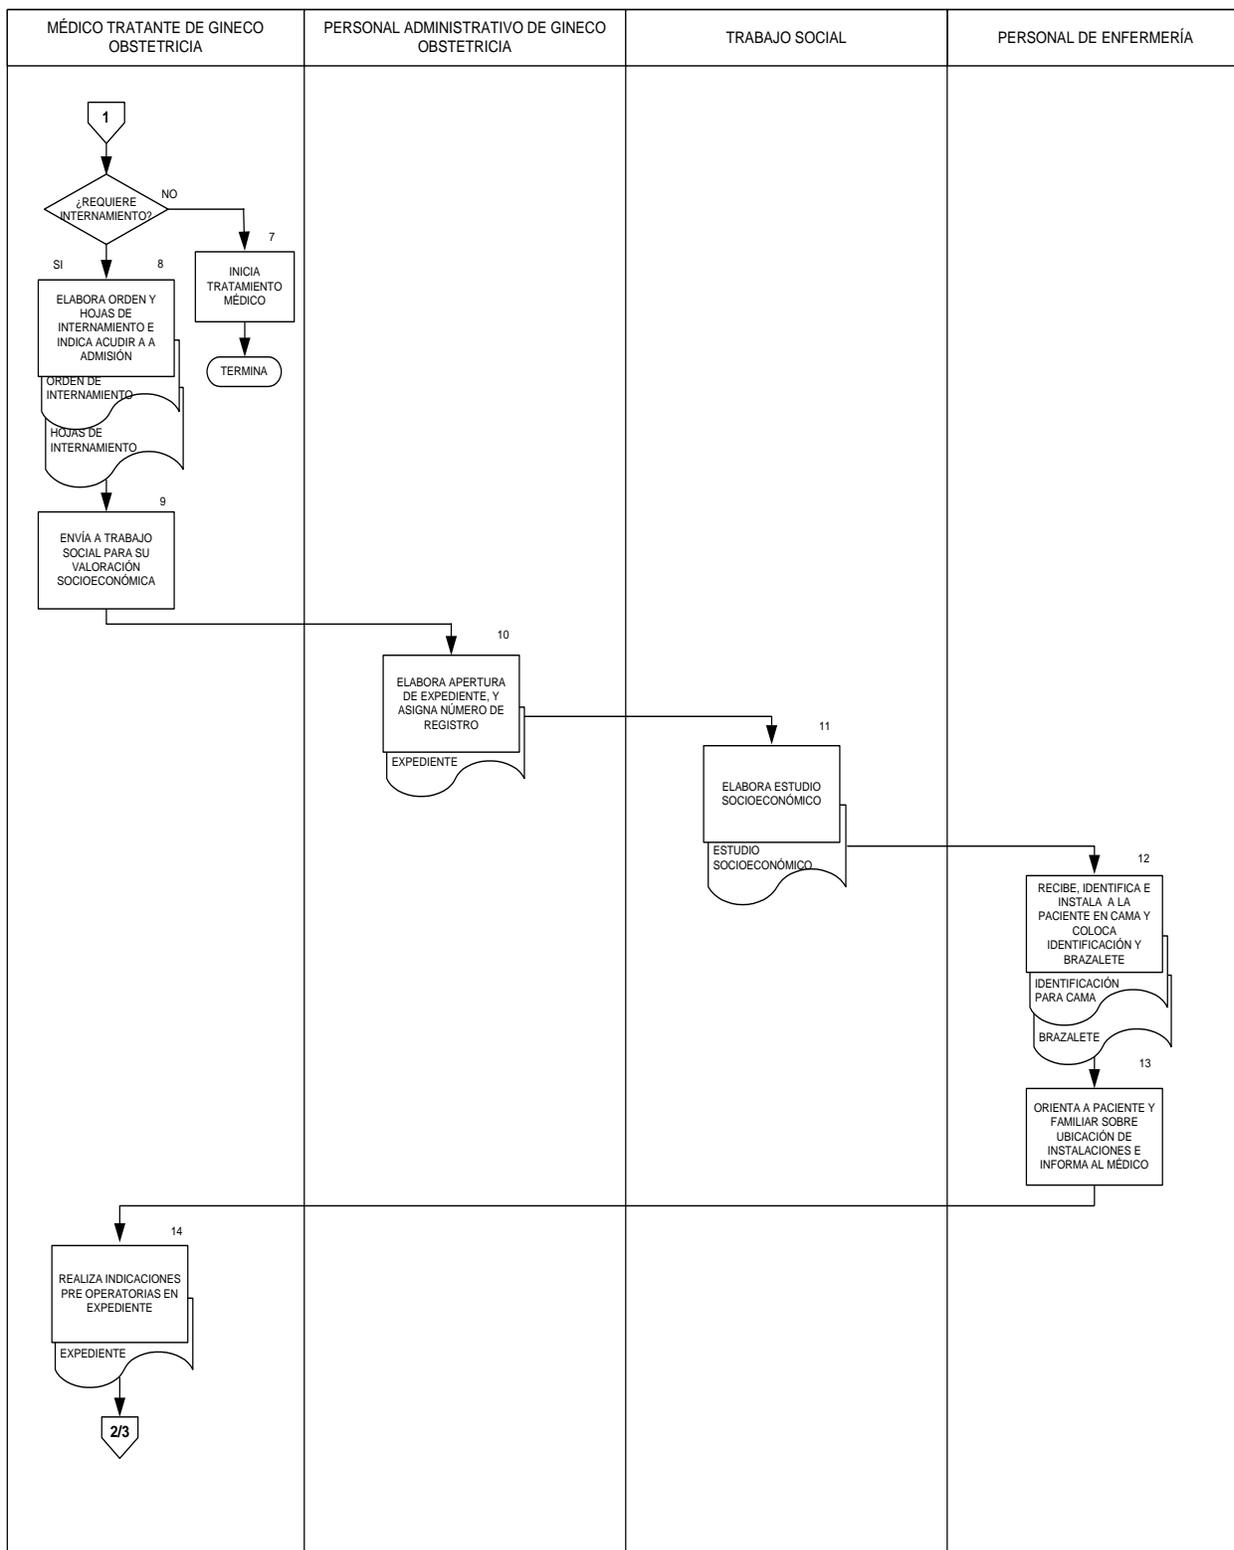 MÉDICO TRATANTE DE GINECO
OBSTETRICIA
PERSONAL ADMINISTRATIVO DE GINECO
OBSTETRICIA
TRABAJO SOCIAL
PERSONAL DE ENFERMERÍA
1
¿REQUIERE
INTERNAMIENTO?
NO
SI
7
INICIA
TRATAMIENTO
MÉDICO
TERMINA
8
ELABORA ORDEN Y
HOJAS DE
INTERNAMIENTO E
INDICA ACUDIR A A
ADMISIÓN
ORDEN DE
INTERNAMIENTO
HOJAS DE
INTERNAMIENTO
9
ENVÍA A TRABAJO
SOCIAL PARA SU
VALORACIÓN
SOCIOECONÓMICA
10
ELABORA APERTURA
DE EXPEDIENTE, Y
ASIGNA NÚMERO DE
REGISTRO
EXPEDIENTE
11
ELABORA ESTUDIO
SOCIOECONÓMICO
ESTUDIO
SOCIOECONÓMICO
12
RECIBE, IDENTIFICA E
INSTALA A LA
PACIENTE EN CAMA Y
COLOCA
IDENTIFICACIÓN Y
BRAZALETE
IDENTIFICACIÓN
PARA CAMA
BRAZALETE
13
ORIENTA A PACIENTE Y
FAMILIAR SOBRE
UBICACIÓN DE
INSTALACIONES E
INFORMA AL MÉDICO
14
REALIZA INDICACIONES
PRE OPERATORIAS EN
EXPEDIENTE
EXPEDIENTE
2/3